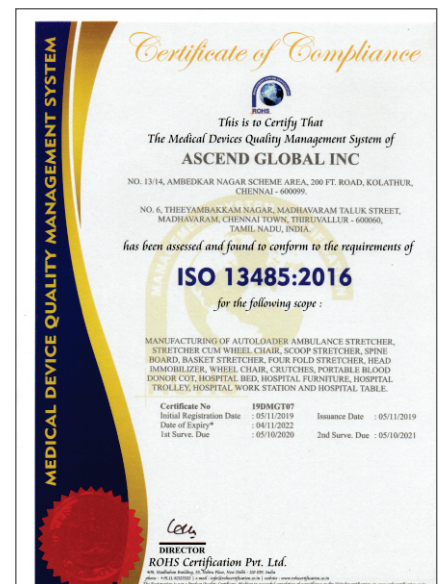 MEDICAL DEVICE QUALITY MANAGEMENT SYSTEM
Certificate of Compliance
ROHS
This is to Certify That
The Medical Devices Quality Management System of
ASCEND GLOBAL INC
NO. 13/14, AMBEDKAR NAGAR SCHEME AREA, 200 FT. ROAD, KOLATHUR,
CHENNAI - 600099.
NO. 6, THEEYAMBAKKAM NAGAR, MADHAVARAM TALUK STREET,
MADHAVARAM, CHENNAI TOWN, THIRUVALLUR - 600060,
TAMIL NADU, INDIA.
has been assessed and found to conform to the requirements of
ISO 13485:2016
for the following scope :
MANUFACTURING OF AUTOLOADER AMBULANCE STRETCHER,
STRETCHER CUM WHEEL CHAIR, SCOOP STRETCHER, SPINE
BOARD, BASKET STRETCHER, FOUR FOLD STRETCHER, HEAD
IMMOBILIZER, WHEEL CHAIR, CRUTCHES, PORTABLE BLOOD
DONOR COT, HOSPITAL BED, HOSPITAL FURNITURE, HOSPITAL
TROLLEY, HOSPITAL WORK STATION AND HOSPITAL TABLE.
Certificate No : 19DMGT07
Initial Registration Date : 05/11/2019 Issuance Date : 05/11/2019
Date of Expiry* : 04/11/2022
1st Surve. Due : 05/10/2020 2nd Surve. Due : 05/10/2021
DIRECTOR
ROHS Certification Pvt. Ltd.